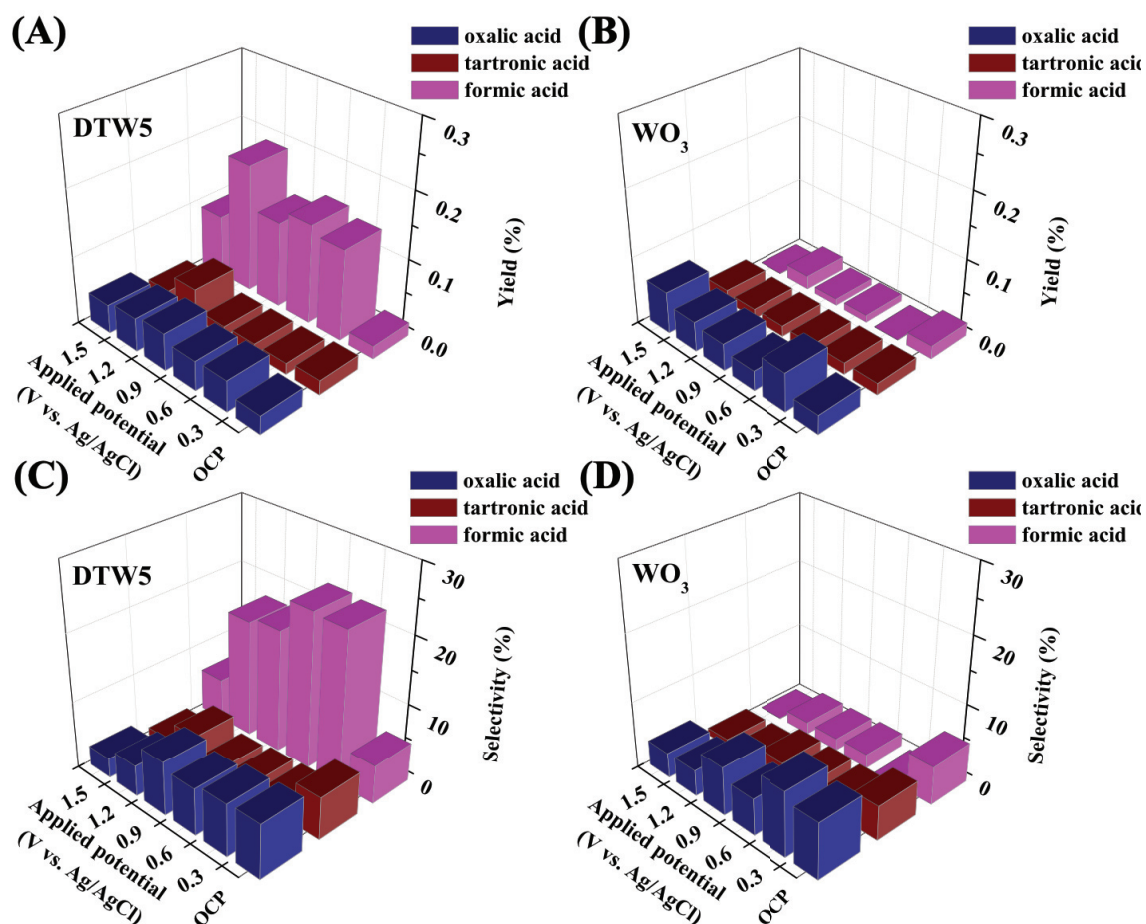 (A)
oxalic acid
tartronic acid
formic acid
DTW5
0.3
0.2
0.1
0.0
Yield (%)
1.5
1.2
0.9
0.6
0.3
OCP
Applied potential
(V vs. Ag/AgCl)
(B)
oxalic acid
tartronic acid
formic acid
WO3
0.3
0.2
0.1
0.0
Yield (%)
1.5
1.2
0.9
0.6
0.3
OCP
Applied potential
(V vs. Ag/AgCl)
(C)
oxalic acid
tartronic acid
formic acid
DTW5
30
20
10
0
Selectivity (%)
1.5
1.2
0.9
0.6
0.3
OCP
Applied potential
(V vs. Ag/AgCl)
(D)
oxalic acid
tartronic acid
formic acid
WO3
30
20
10
0
Selectivity (%)
1.5
1.2
0.9
0.6
0.3
OCP
Applied potential
(V vs. Ag/AgCl)